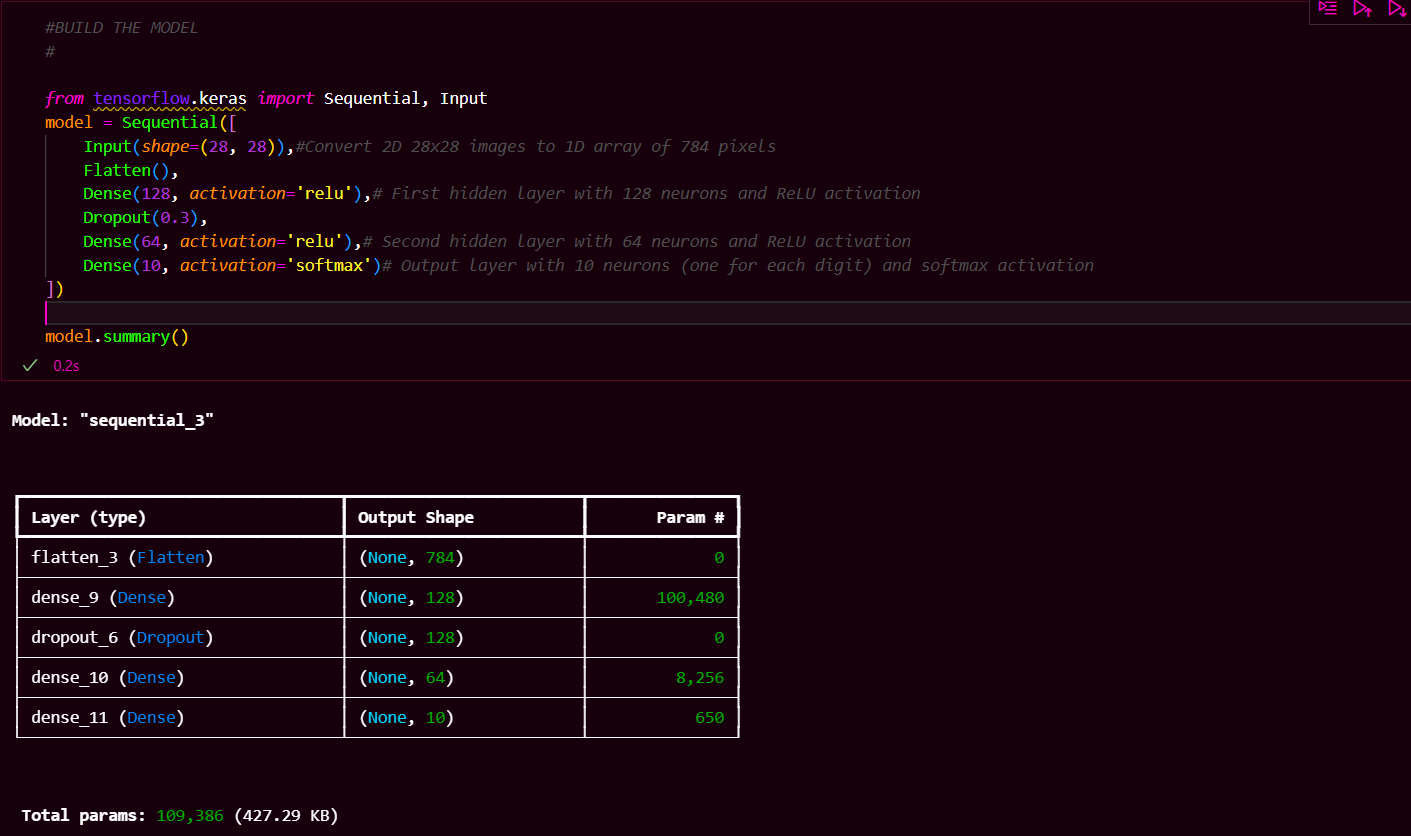 #BUILD THE MODEL
#
from tensorflow.keras import Sequential, Input
model = Sequential([
    Input(shape=(28, 28)),#Convert 2D 28x28 images to 1D array of 784 pixels
    Flatten(),
    Dense(128, activation='relu'),# First hidden layer with 128 neurons and ReLU activation
    Dropout(0.3),
    Dense(64, activation='relu'),# Second hidden layer with 64 neurons and ReLU activation
    Dense(10, activation='softmax')# Output layer with 10 neurons (one for each digit) and softmax activation
])
model.summary()
0.2s
Model: "sequential_3"
Layer (type) Output Shape Param #
flatten_3 (Flatten) (None, 784) 0
dense_9 (Dense) (None, 128) 100,480
dropout_6 (Dropout) (None, 128) 0
dense_10 (Dense) (None, 64) 8,256
dense_11 (Dense) (None, 10) 650
Total params: 109,386 (427.29 KB)